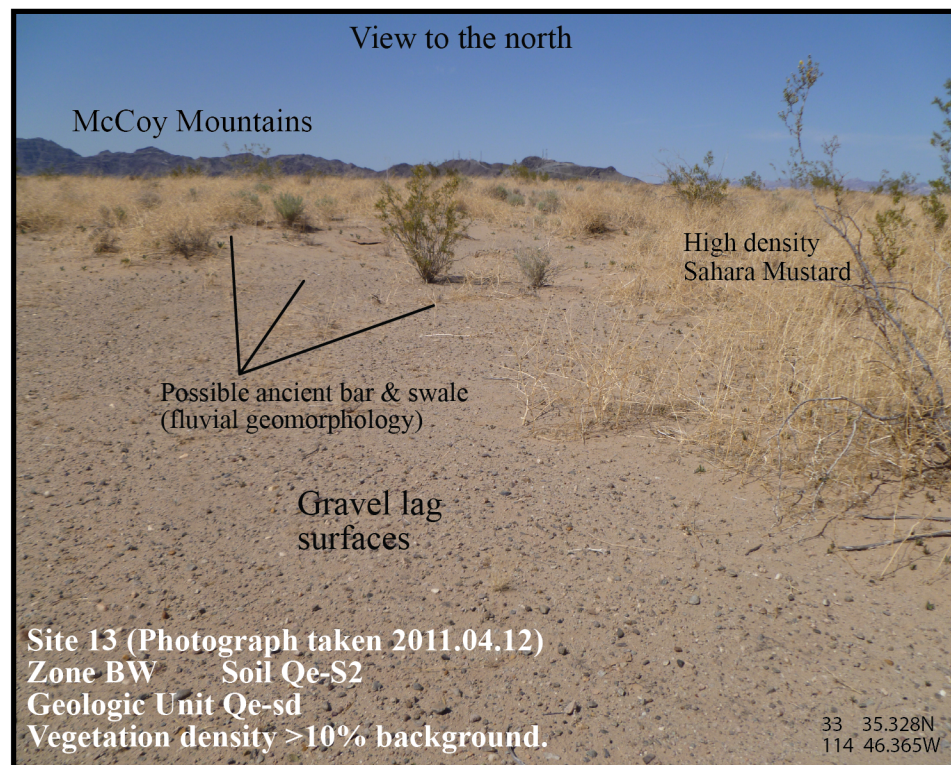 View to the north
McCoy Mountains
High density
Sahara Mustard
Possible ancient bar & swale
(fluvial geomorphology)
Gravel lag
surfaces
Site 13 (Photograph taken 2011.04.12)
Zone BW Soil Qe-S2
Geologic Unit Qe-sd
Vegetation density >10% background.
33 35.328N
114 46.365W